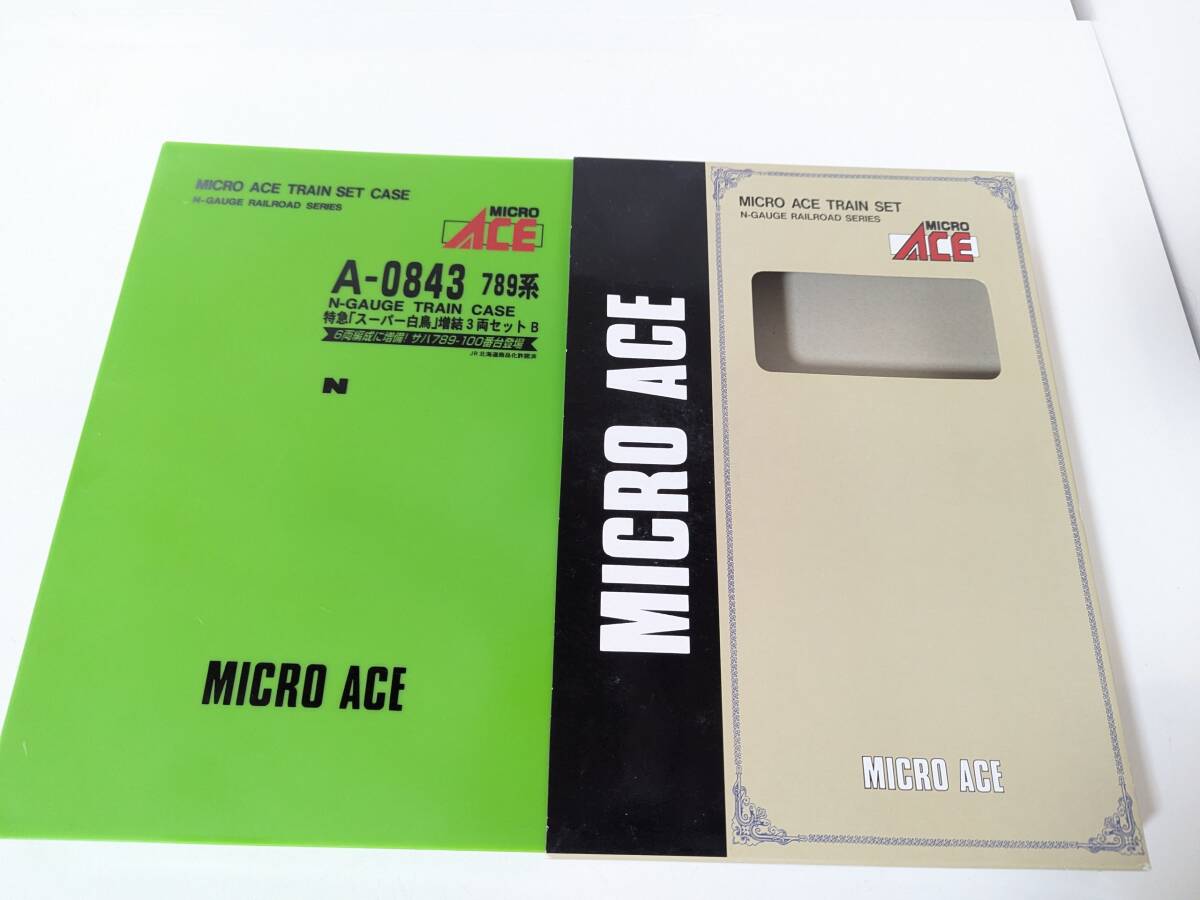 MICRO ACE TRAIN SET CASE
N-GAUGE RAILROAD SERIES
MICRO
ACE
A-0843 789系
N-GAUGE TRAIN CASE
特急「スーパー白鳥」増結3両セットB
6両編成に増備!サハ789-100番台登場
JR北海道商品化許諾済
N
MICRO ACE
MICRO ACE
MICRO ACE TRAIN SET
N-GAUGE RAILROAD SERIES
MICRO
ACE
MICRO ACE